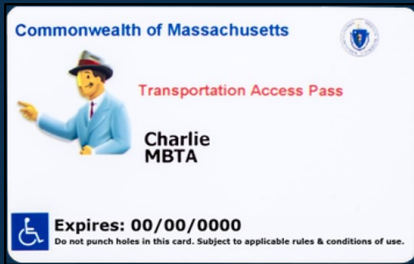 Commonwealth of Massachusetts
Transportation Access Pass
Charlie
MBTA
Expires: 00/00/0000
Do not punch holes in this card. Subject to applicable rules & conditions of use.